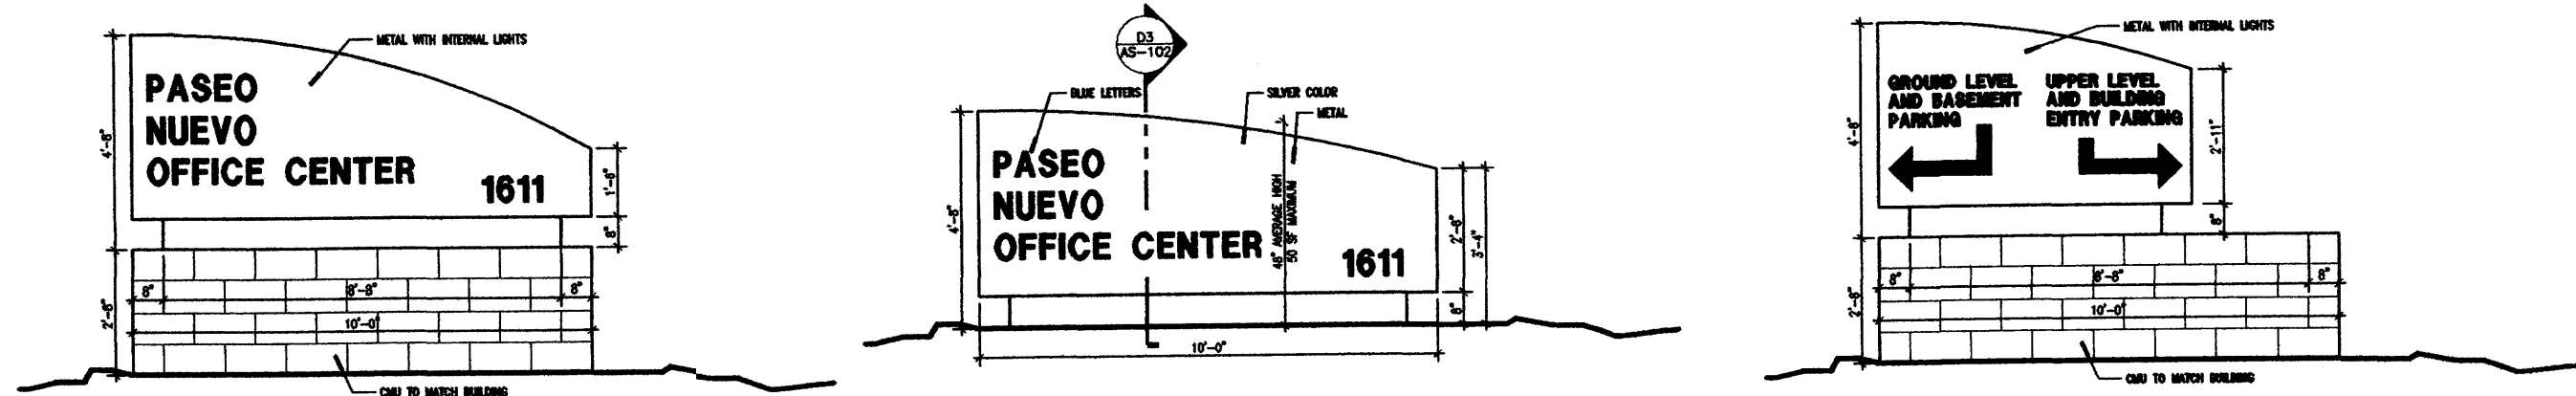 METAL WITH INTERNAL LIGHTS
PASEO
NUEVO
OFFICE CENTER
1611
4'-8"
1'-8"
8"
2'-8"
8"
8'-8"
8"
10'-0"
CMU TO MATCH BUILDING
D3
AS-102
BLUE LETTERS
SILVER COLOR
METAL
PASEO
NUEVO
OFFICE CENTER
1611
48" AVERAGE HIGH
50 SF MAXIMUM
4'-8"
2'-8"
3'-4"
8"
10'-0"
METAL WITH INTERNAL LIGHTS
GROUND LEVEL
AND BASEMENT
PARKING
UPPER LEVEL
AND BUILDING
ENTRY PARKING
4'-8"
2'-11"
8"
2'-8"
8"
8'-8"
8"
10'-0"
CMU TO MATCH BUILDING